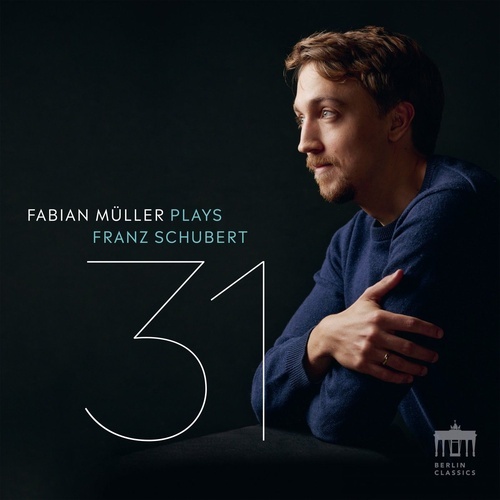 FABIAN MÜLLER PLAYS
FRANZ SCHUBERT
31
BERLIN
CLASSICS